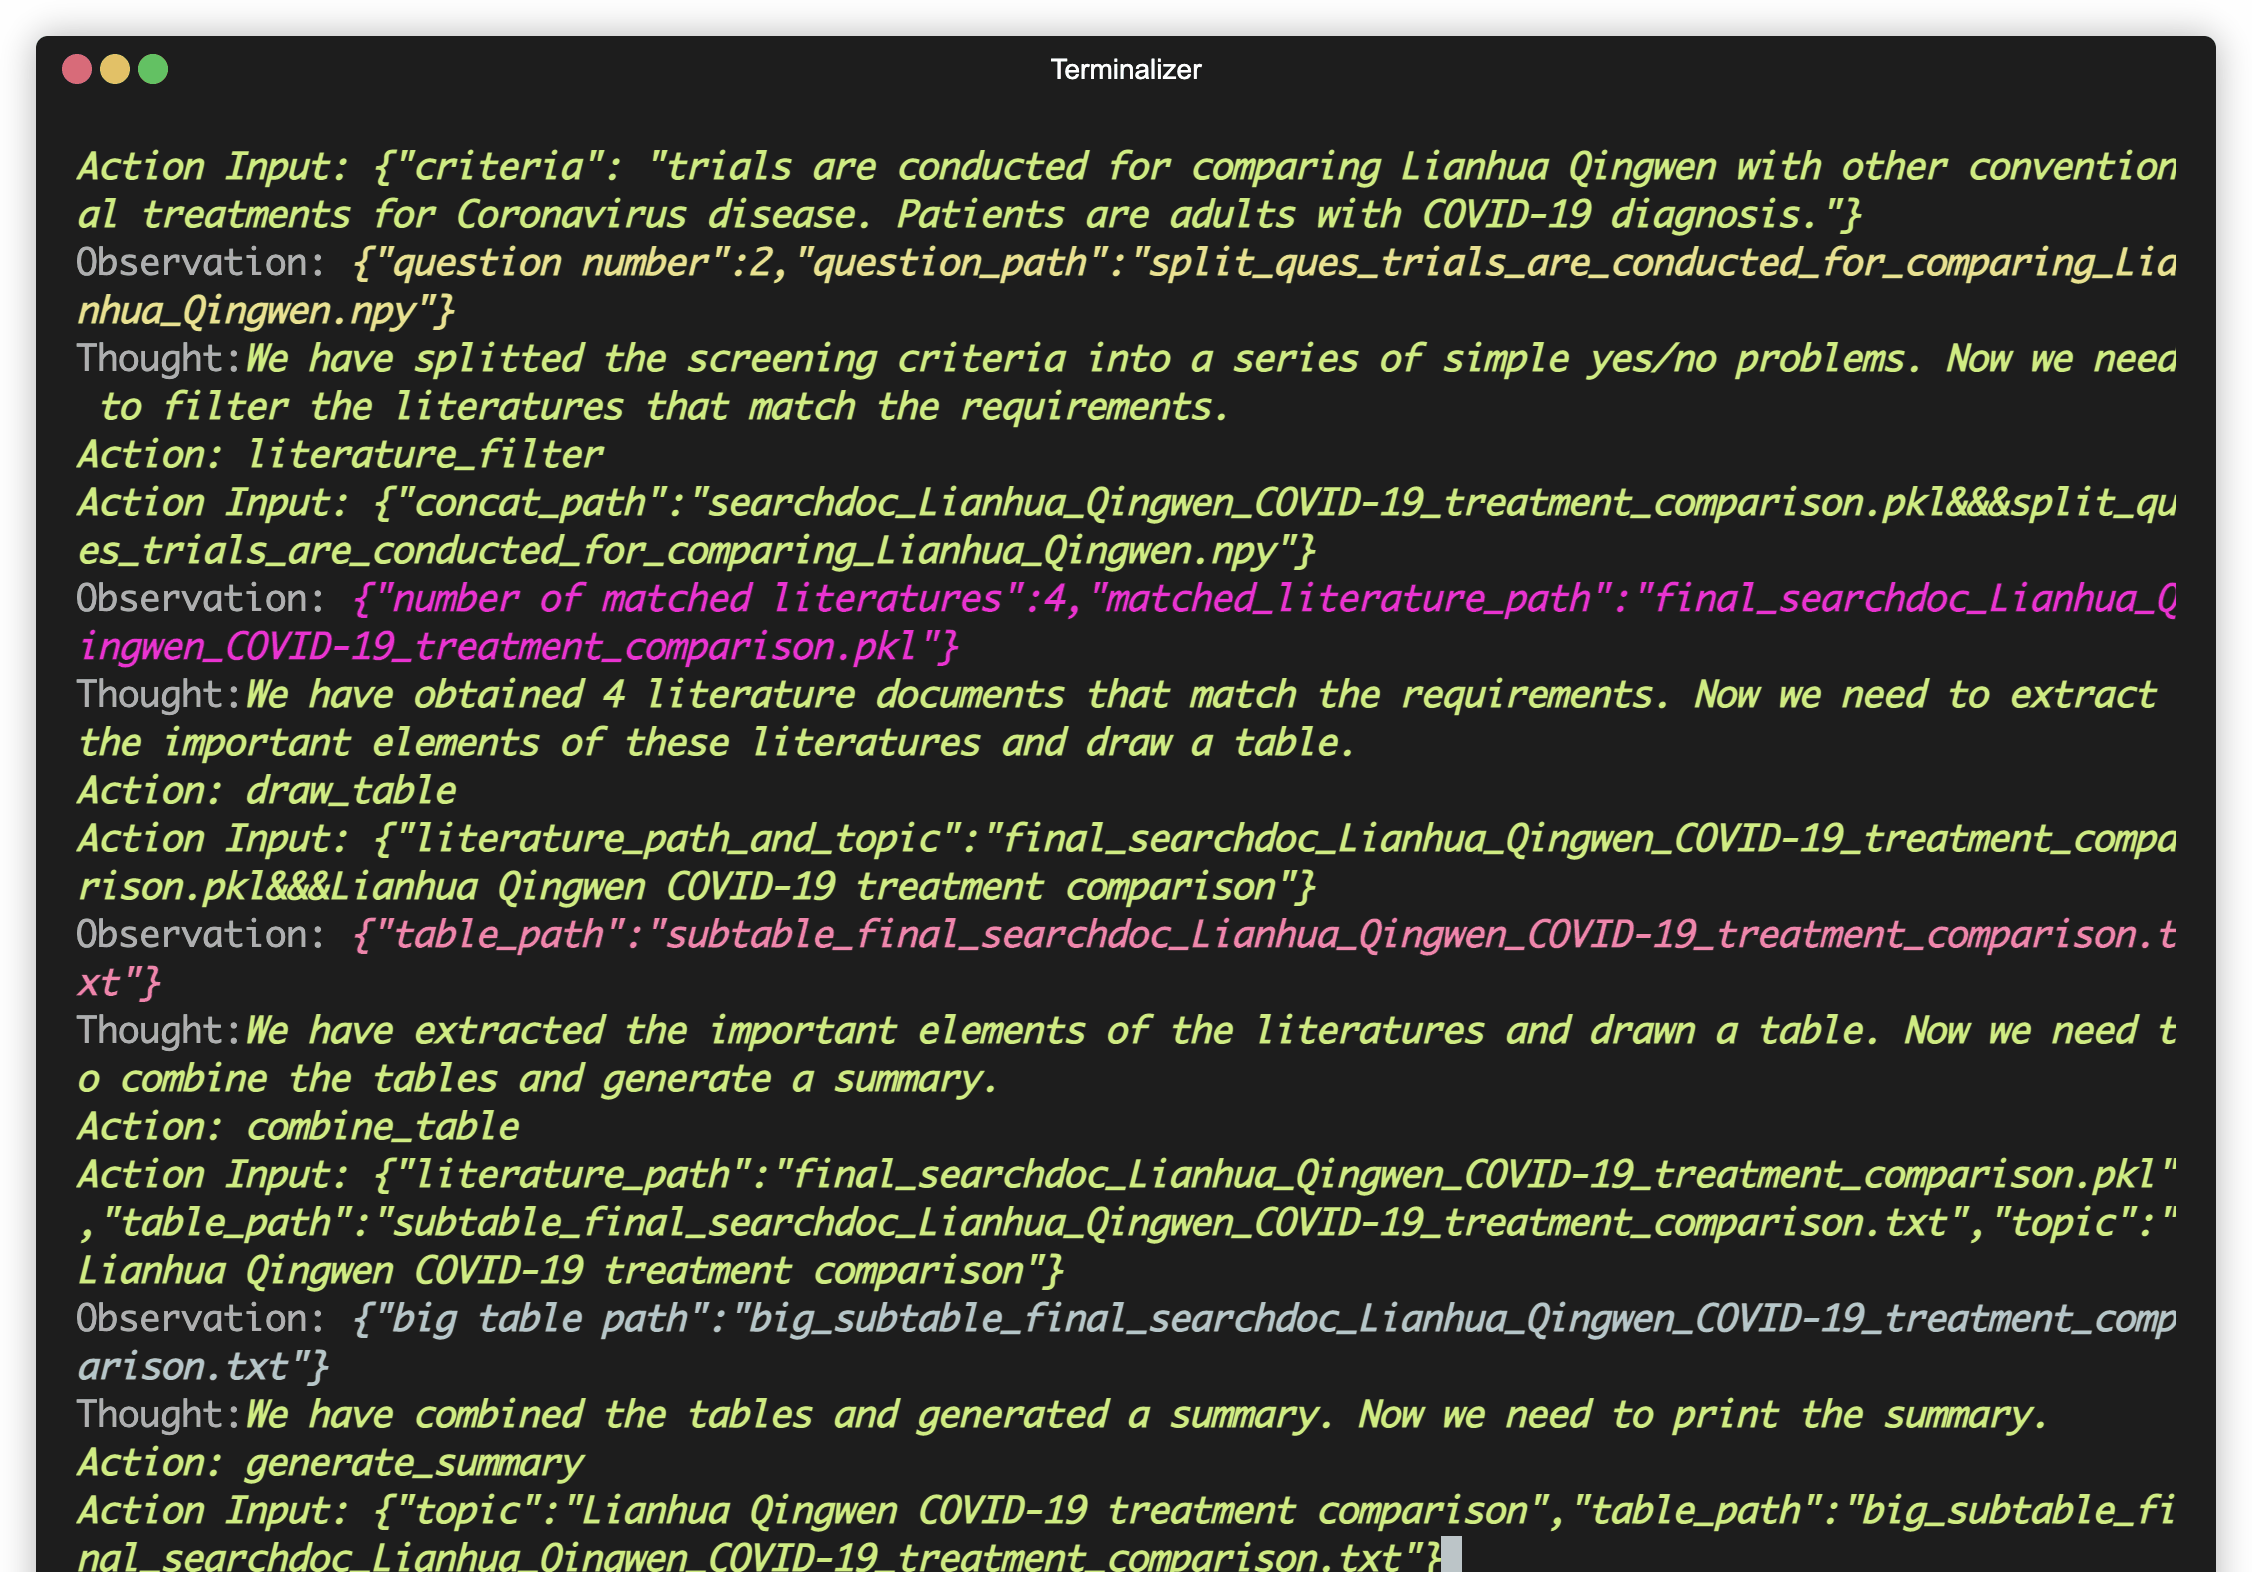 Terminalizer
Action Input: {"criteria": "trials are conducted for comparing Lianhua Qingwen with other convention
al treatments for Coronavirus disease. Patients are adults with COVID-19 diagnosis."}
Observation: {"question number":2,"question_path":"split_ques_trials_are_conducted_for_comparing_Lia
nhua_Qingwen.npy"}
Thought:We have splitted the screening criteria into a series of simple yes/no problems. Now we need
 to filter the literatures that match the requirements.
Action: literature_filter
Action Input: {"concat_path":"searchdoc_Lianhua_Qingwen_COVID-19_treatment_comparison.pkl&&&split_qu
es_trials_are_conducted_for_comparing_Lianhua_Qingwen.npy"}
Observation: {"number of matched literatures":4,"matched_literature_path":"final_searchdoc_Lianhua_Q
ingwen_COVID-19_treatment_comparison.pkl"}
Thought:We have obtained 4 literature documents that match the requirements. Now we need to extract
the important elements of these literatures and draw a table.
Action: draw_table
Action Input: {"literature_path_and_topic":"final_searchdoc_Lianhua_Qingwen_COVID-19_treatment_compa
rison.pkl&&&Lianhua Qingwen COVID-19 treatment comparison"}
Observation: {"table_path":"subtable_final_searchdoc_Lianhua_Qingwen_COVID-19_treatment_comparison.t
xt"}
Thought:We have extracted the important elements of the literatures and drawn a table. Now we need t
o combine the tables and generate a summary.
Action: combine_table
Action Input: {"literature_path":"final_searchdoc_Lianhua_Qingwen_COVID-19_treatment_comparison.pkl"
,"table_path":"subtable_final_searchdoc_Lianhua_Qingwen_COVID-19_treatment_comparison.txt","topic":"
Lianhua Qingwen COVID-19 treatment comparison"}
Observation: {"big table path":"big_subtable_final_searchdoc_Lianhua_Qingwen_COVID-19_treatment_comp
arison.txt"}
Thought:We have combined the tables and generated a summary. Now we need to print the summary.
Action: generate_summary
Action Input: {"topic":"Lianhua Qingwen COVID-19 treatment comparison","table_path":"big_subtable_fi
nal_searchdoc_Lianhua_Qingwen_COVID-19_treatment_comparison.txt"}